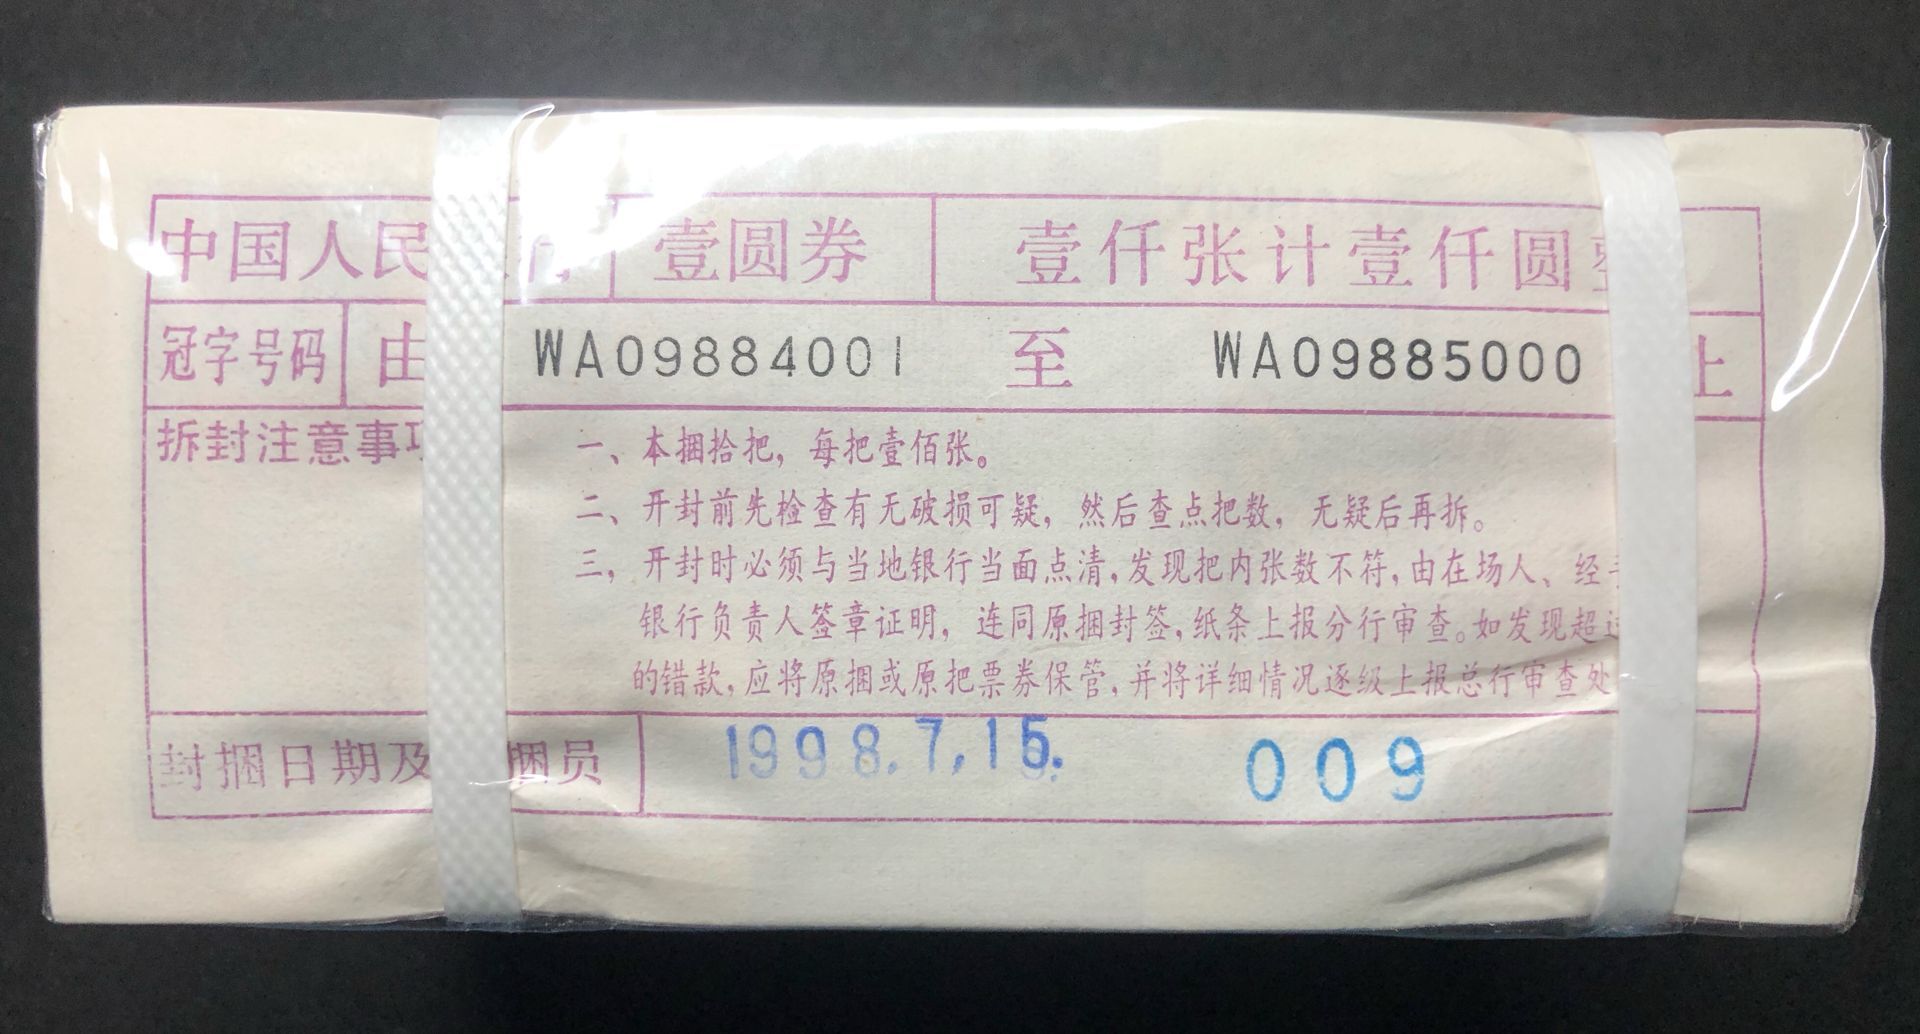 中国人民 行 壹圆券 壹仟张计壹仟圆
冠字号码 由 WA09884001 至 WA09885000 止
拆封注意事项
一、本捆拾把，每把壹佰张。
二、开封前先检查有无破损可疑，然后查点把数，无疑后再拆。
三，开封时必须与当地银行当面点清，发现把内张数不符，由在场人、经手
银行负责人签章证明，连同原捆封签，纸条上报分行审查。如发现超过
的错款，应将原捆或原把票券保管，并将详细情况逐级上报总行审查处
封捆日期及 捆员 1998.7.15. 009